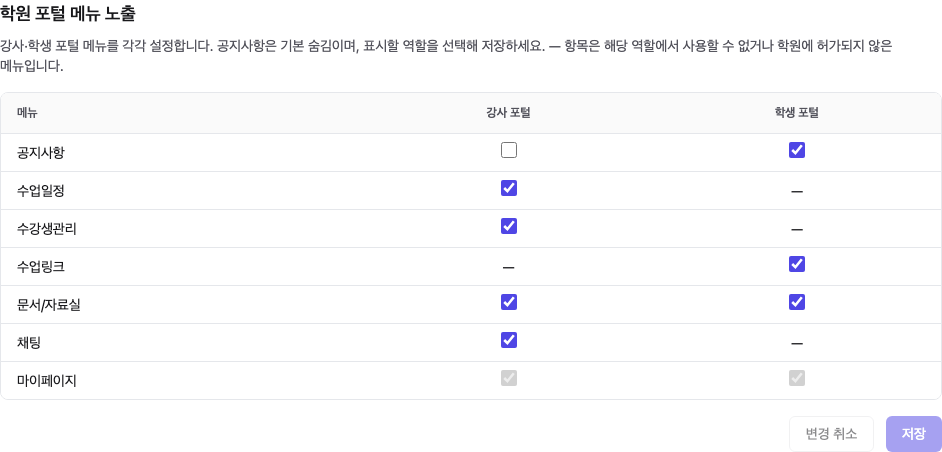 학원 포털 메뉴 노출
강사·학생 포털 메뉴를 각각 설정합니다. 공지사항은 기본 숨김이며, 표시할 역할을 선택해 저장하세요. — 항목은 해당 역할에서 사용할 수 없거나 학원에 허가되지 않은
메뉴입니다.
메뉴 강사 포털 학생 포털
공지사항
수업일정 —
수강생관리 —
수업링크 —
문서/자료실
채팅 —
마이페이지
변경 취소 저장